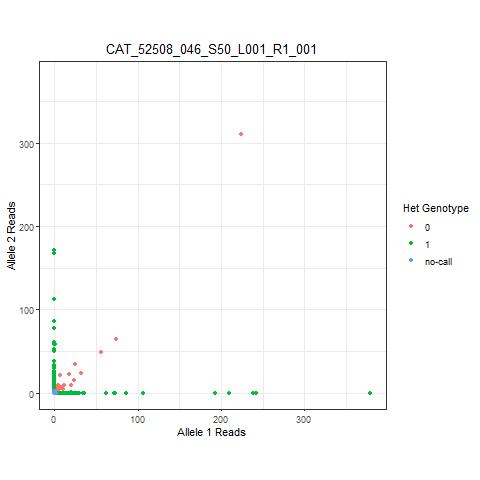 CAT_52508_046_S50_L001_R1_001
300
200
100
0
0
100
200
300
Allele 2 Reads
Allele 1 Reads
Het Genotype
0
1
no-call